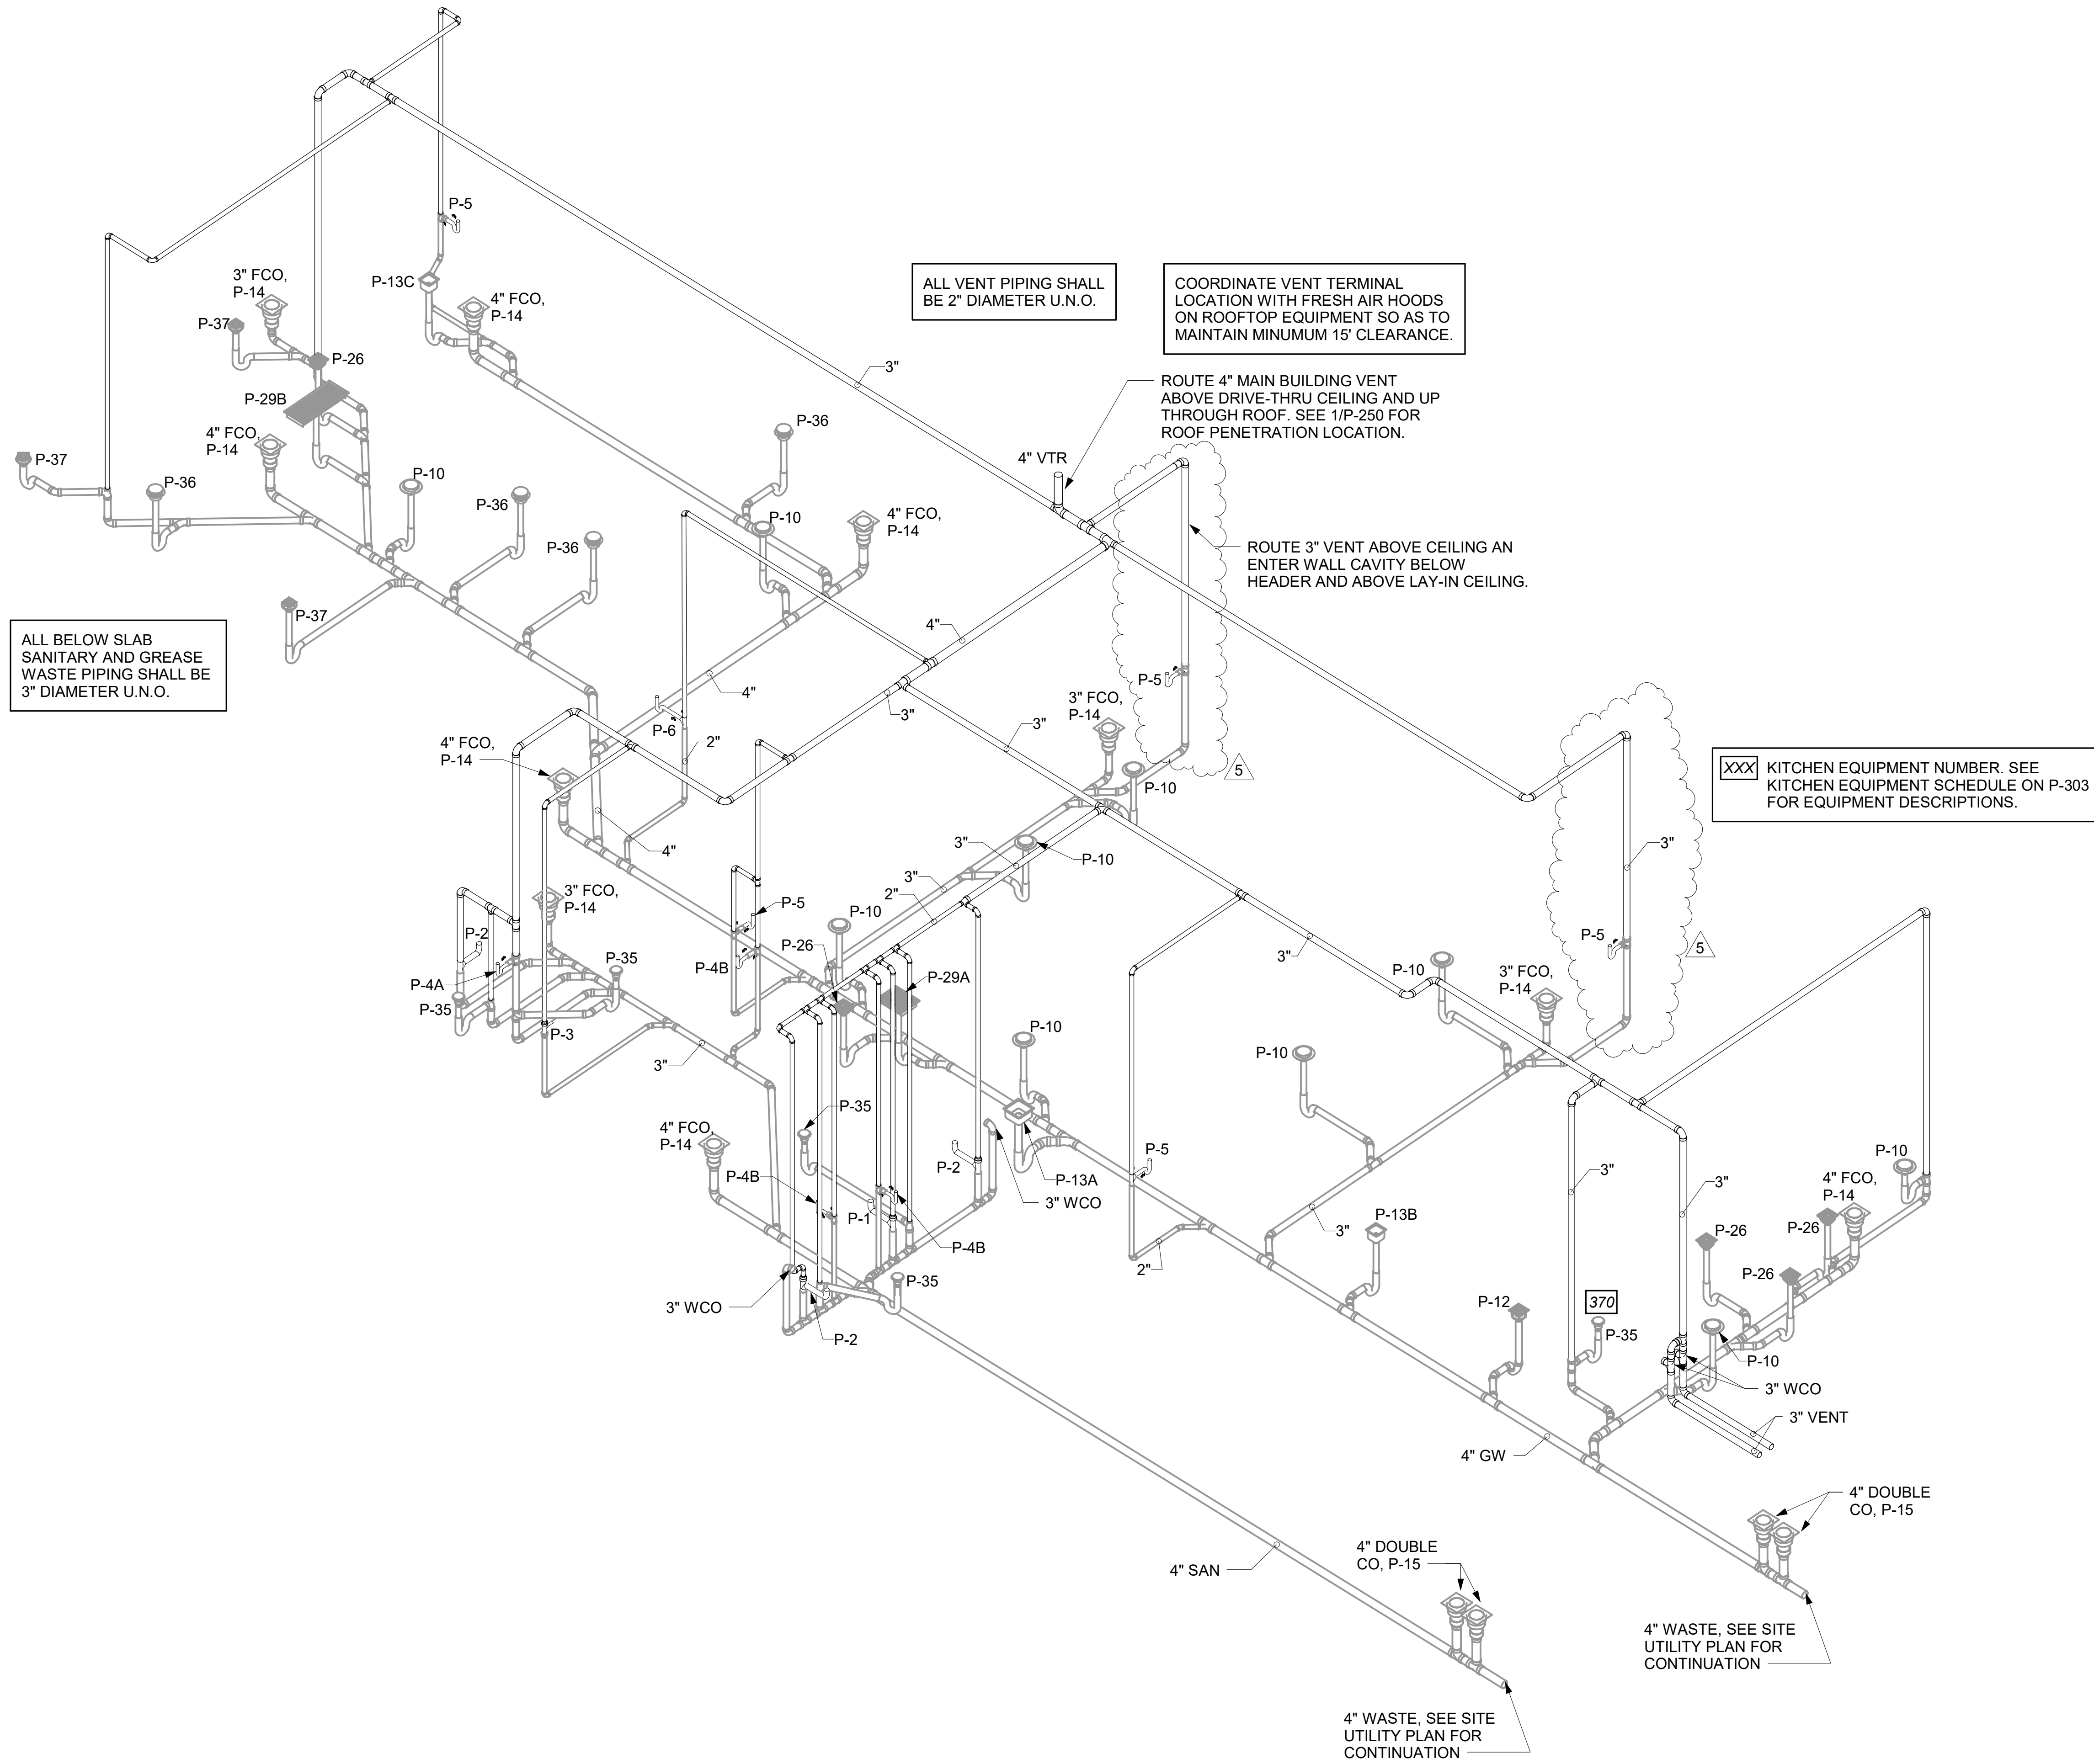 P-5
3" FCO,
P-14
P-13C
4" FCO,
P-14
P-37
P-26
P-29B
4" FCO,
P-14
P-37
P-36
P-10
P-36
P-36
P-37
P-36
P-10
4" FCO,
P-14
3"
ALL VENT PIPING SHALL
BE 2" DIAMETER U.N.O.
COORDINATE VENT TERMINAL
LOCATION WITH FRESH AIR HOODS
ON ROOFTOP EQUIPMENT SO AS TO
MAINTAIN MINUMUM 15' CLEARANCE.
ROUTE 4" MAIN BUILDING VENT
ABOVE DRIVE-THRU CEILING AND UP
THROUGH ROOF. SEE 1/P-250 FOR
ROOF PENETRATION LOCATION.
4" VTR
ROUTE 3" VENT ABOVE CEILING AN
ENTER WALL CAVITY BELOW
HEADER AND ABOVE LAY-IN CEILING.
ALL BELOW SLAB
SANITARY AND GREASE
WASTE PIPING SHALL BE
3" DIAMETER U.N.O.
4"
4"
3"
P-6
2"
3"
P-5
3" FCO,
P-14
P-10
5
4" FCO,
P-14
4"
XXX
KITCHEN EQUIPMENT NUMBER. SEE
KITCHEN EQUIPMENT SCHEDULE ON P-303
FOR EQUIPMENT DESCRIPTIONS.
3"
P-10
3"
2"
3"
3" FCO,
P-14
P-2
P-4A
P-35
P-3
P-35
P-5
P-4B
P-10
P-26
P-29A
3"
3"
P-5
5
P-10
3" FCO,
P-14
P-10
P-10
P-35
4" FCO,
P-14
P-4B
P-1
P-2
P-4B
P-13A
3" WCO
P-5
2"
3"
P-13B
3"
3"
P-10
4" FCO,
P-14
P-26
P-26
P-26
3" WCO
P-35
P-2
P-12
370
P-35
P-10
3" WCO
3" VENT
4" GW
4" DOUBLE
CO, P-15
4" SAN
4" DOUBLE
CO, P-15
4" WASTE, SEE SITE
UTILITY PLAN FOR
CONTINUATION
4" WASTE, SEE SITE
UTILITY PLAN FOR
CONTINUATION